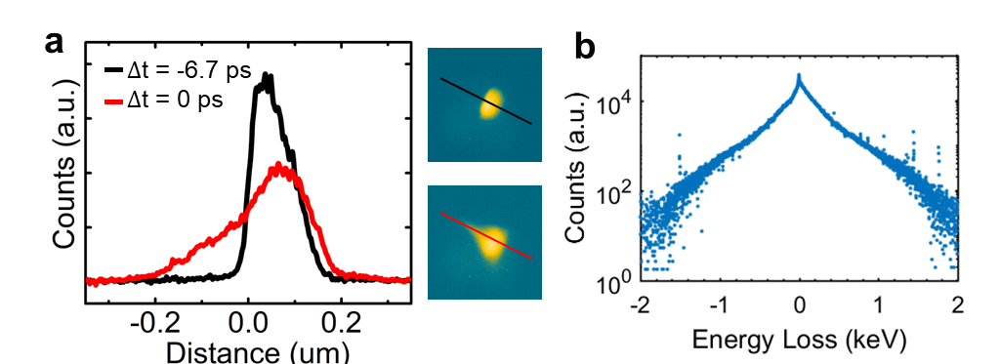 a
Δt = -6.7 ps
Δt = 0 ps
Counts (a.u.)
-0.2 0.0 0.2
Distance (um)
b
Counts (a.u.)
10⁴
10²
10⁰
-2 -1 0 1 2
Energy Loss (keV)